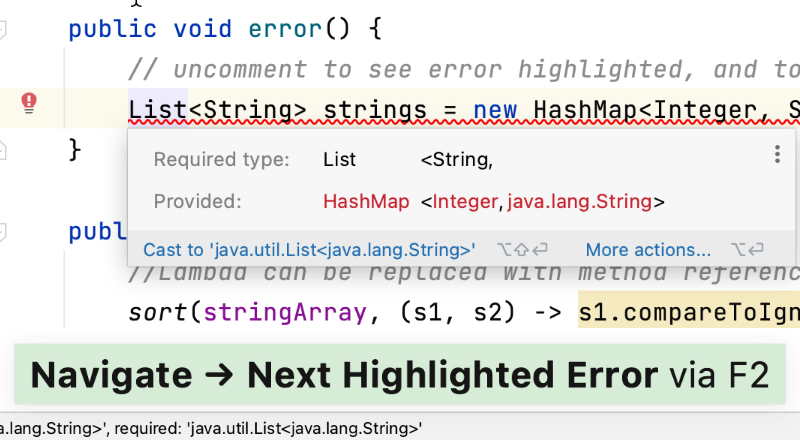 public void error() {
// uncomment to see error highlighted, and to
List<String> strings = new HashMap<Integer, S
}
Required type: List <String,
Provided: HashMap <Integer, java.lang.String>
publ
Cast to 'java.util.List<java.lang.String>' ⌥⇧⏎ More actions... ⌥⏎
//Lambda can be replaced with method referenc
sort(stringArray, (s1, s2) -> s1.compareToIgn
Navigate → Next Highlighted Error via F2
a.lang.String>', required: 'java.util.List<java.lang.String>'